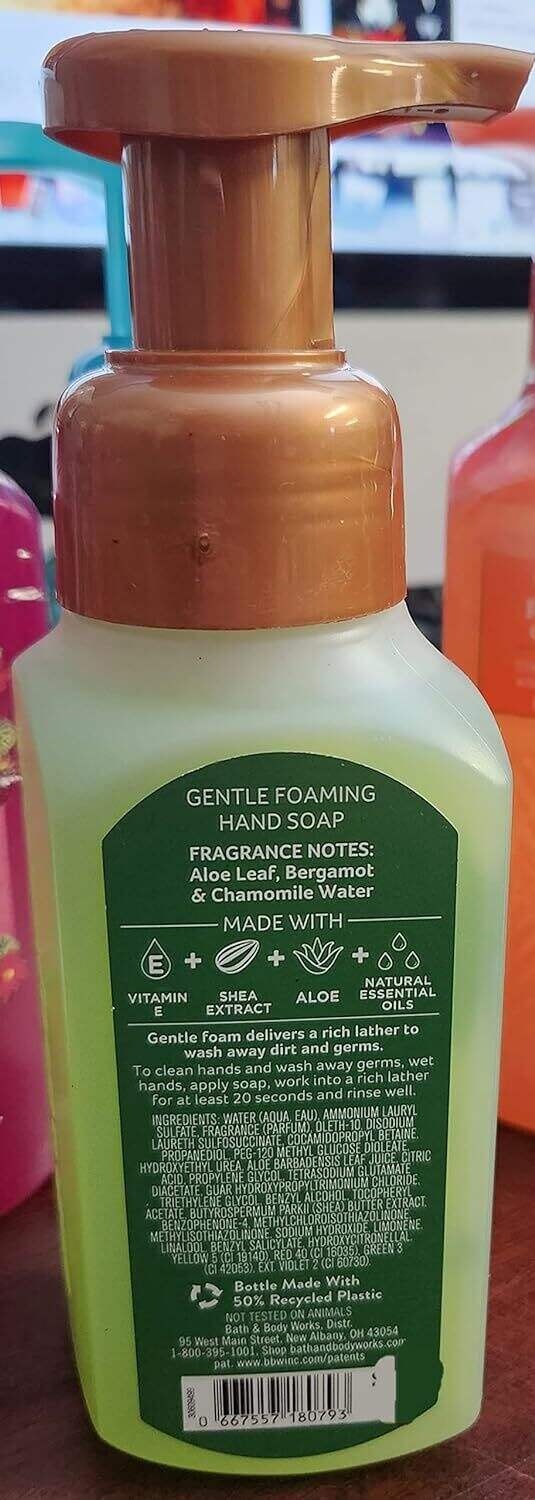 GENTLE FOAMING
HAND SOAP
FRAGRANCE NOTES:
Aloe Leaf, Bergamot
& Chamomile Water
MADE WITH
E + + +
VITAMIN E
SHEA EXTRACT
ALOE
NATURAL ESSENTIAL OILS
Gentle foam delivers a rich lather to
wash away dirt and germs.
To clean hands and wash away germs, wet
hands, apply soap, work into a rich lather
for at least 20 seconds and rinse well.
INGREDIENTS: WATER (AQUA, EAU), AMMONIUM LAURYL
SULFATE, FRAGRANCE (PARFUM), OLETH-10, DISODIUM
LAURETH SULFOSUCCINATE, COCAMIDOPROPYL BETAINE,
PROPANEDIOL, PEG-120 METHYL GLUCOSE DIOLEATE,
HYDROXYETHYL UREA, ALOE BARBADENSIS LEAF JUICE, CITRIC
ACID, PROPYLENE GLYCOL, TETRASODIUM GLUTAMATE
DIACETATE, GUAR HYDROXYPROPYLTRIMONIUM CHLORIDE,
TRIETHYLENE GLYCOL, BENZYL ALCOHOL, TOCOPHERYL
ACETATE, BUTYROSPERMUM PARKII (SHEA) BUTTER EXTRACT,
BENZOPHENONE-4, METHYLCHLOROISOTHIAZOLINONE,
METHYLISOTHIAZOLINONE, SODIUM HYDROXIDE, LIMONENE,
LINALOOL, BENZYL SALICYLATE, HYDROXYCITRONELLAL,
YELLOW 5 (CI 19140), RED 40 (CI 16035), GREEN 3
(CI 42053), EXT. VIOLET 2 (CI 60730).
Bottle Made With
50% Recycled Plastic
NOT TESTED ON ANIMALS
Bath & Body Works, Distr.
95 West Main Street, New Albany, OH 43054
1-800-395-1001. Shop bathandbodyworks.com
pat. www.bbwinc.com/patents
0 667557 180793